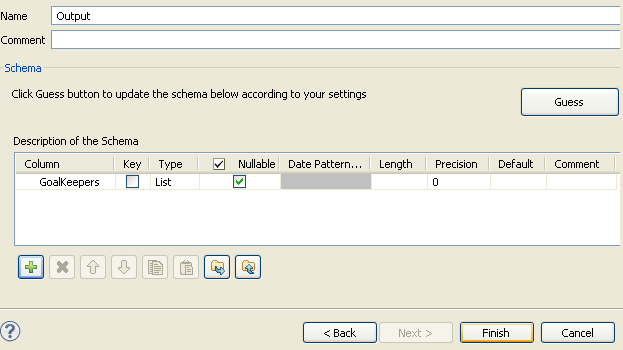 Name Output
Comment
Schema
Click Guess button to update the schema below according to your settings
Guess
Description of the Schema
Column Key Type Nullable Date Pattern... Length Precision Default Comment
GoalKeepers List 0
< Back Next > Finish Cancel